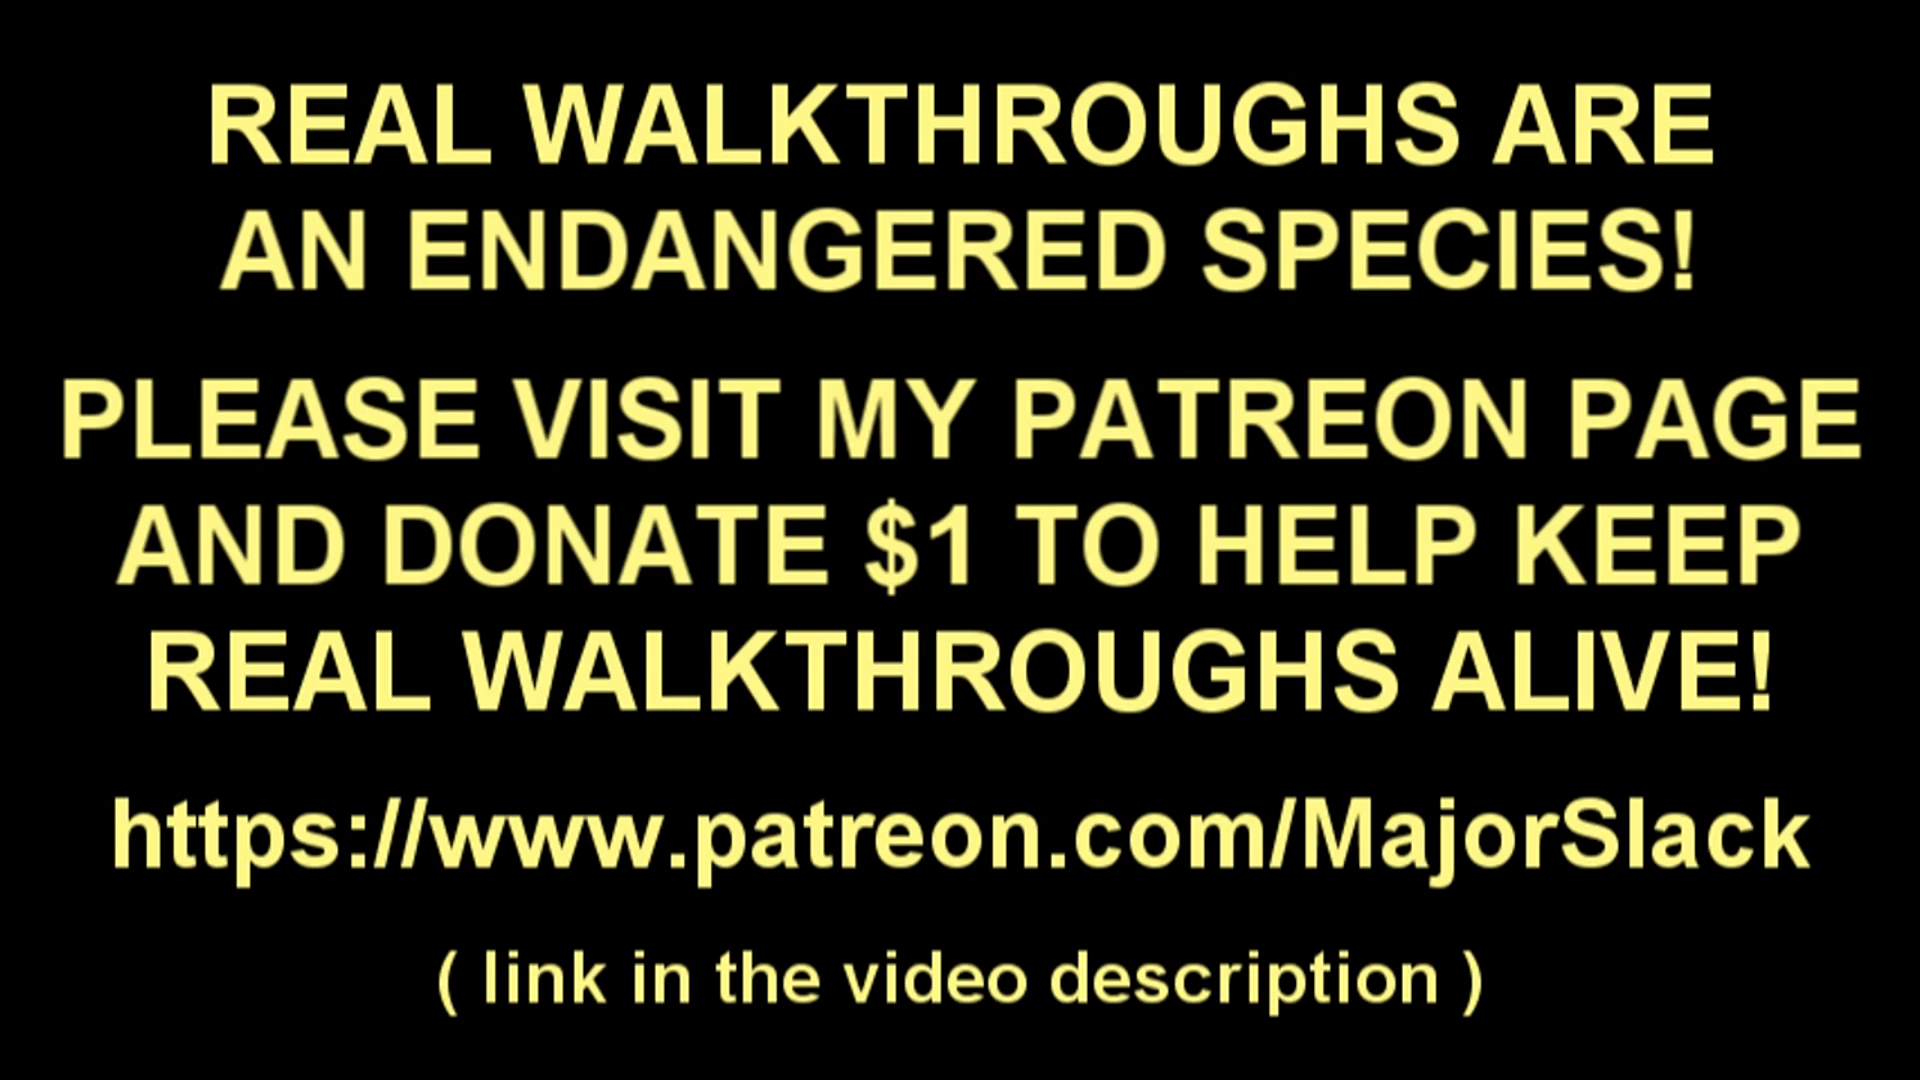 REAL WALKTHROUGHS ARE
AN ENDANGERED SPECIES!
PLEASE VISIT MY PATREON PAGE
AND DONATE $1 TO HELP KEEP
REAL WALKTHROUGHS ALIVE!
https://www.patreon.com/MajorSlack
( link in the video description )